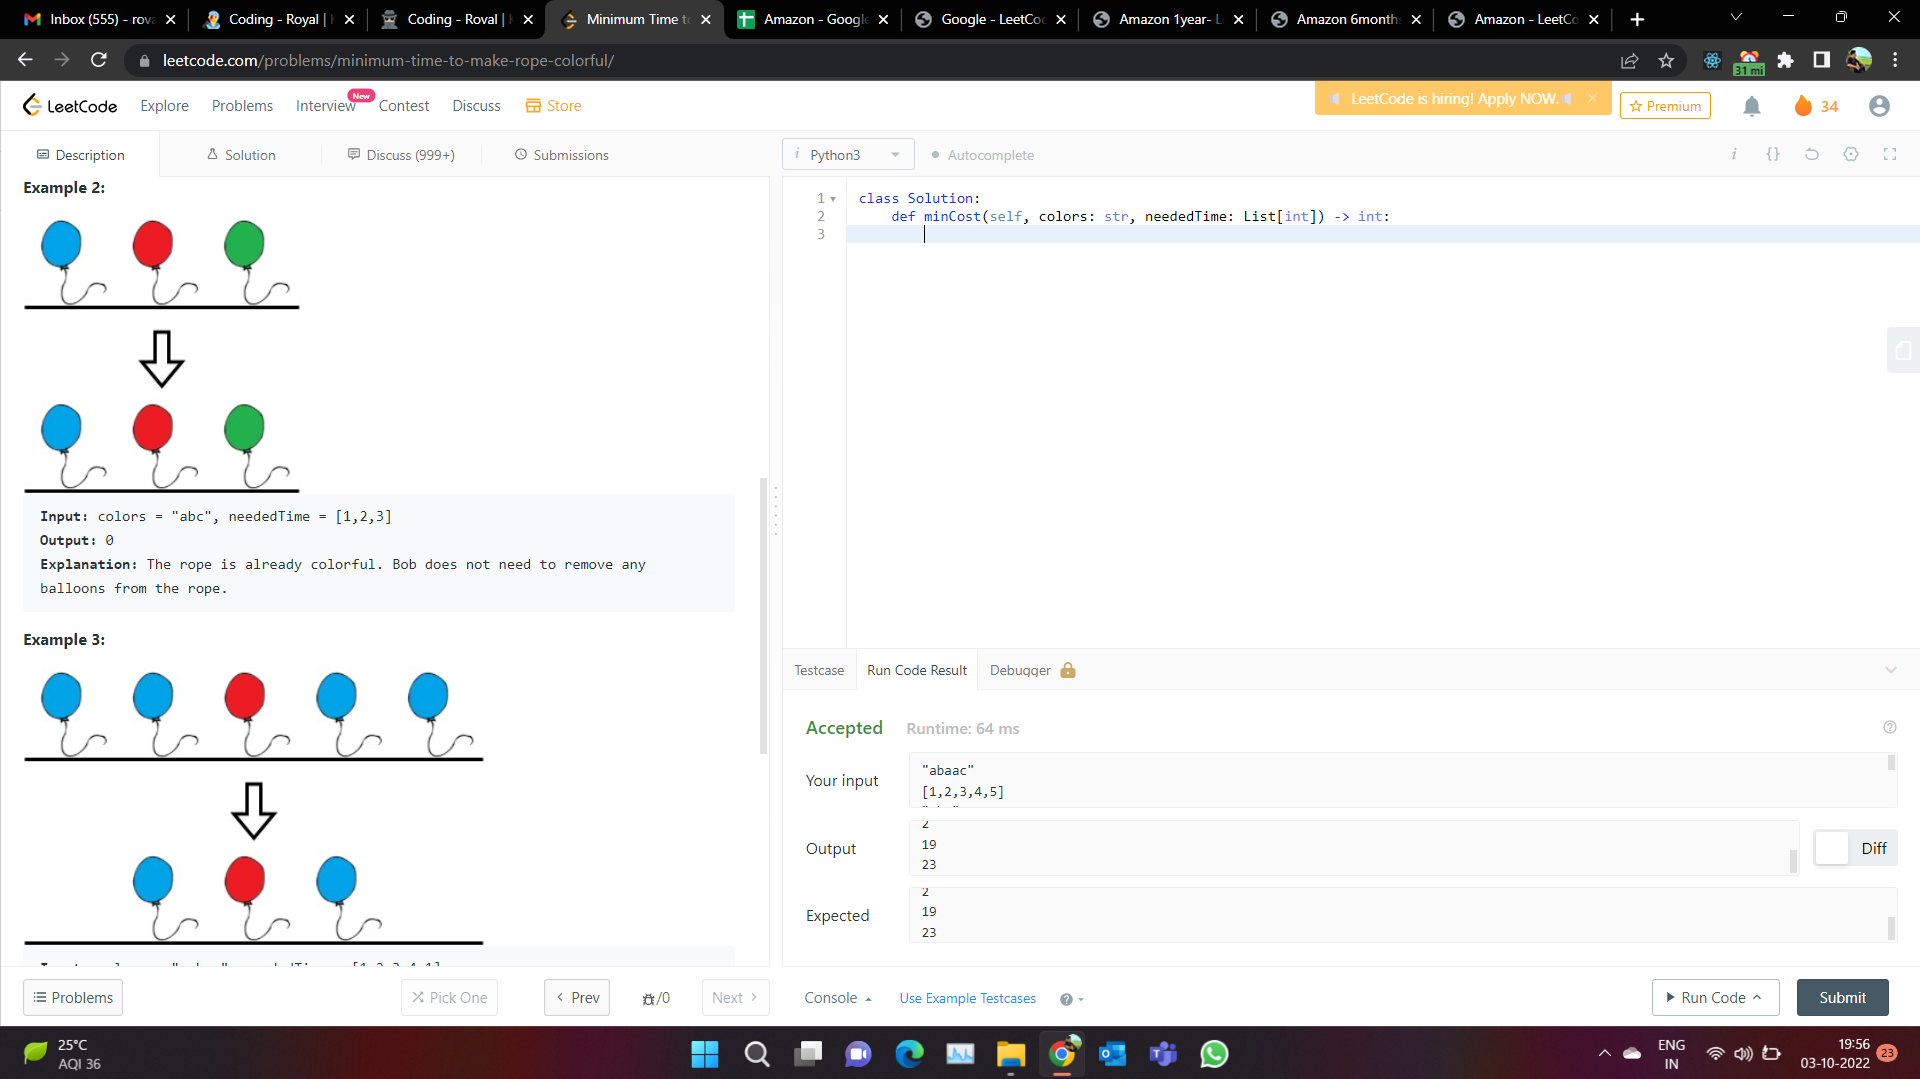 Inbox (555) - rova
Coding - Royal |
Coding - Royal |
Minimum Time to
Amazon - Google
Google - LeetCo
Amazon 1year- L
Amazon 6month
Amazon - LeetCo
leetcode.com/problems/minimum-time-to-make-rope-colorful/
31 mi
LeetCode
Explore
Problems
Interview
New
Contest
Discuss
Store
LeetCode is hiring! Apply NOW.
Premium
34
Description
Solution
Discuss (999+)
Submissions
i Python3
Autocomplete
i {}
Example 2:
Input: colors = "abc", neededTime = [1,2,3]
Output: 0
Explanation: The rope is already colorful. Bob does not need to remove any
balloons from the rope.
Example 3:
1 class Solution:
2 def minCost(self, colors: str, neededTime: List[int]) -> int:
3
Testcase
Run Code Result
Debugger
Accepted
Runtime: 64 ms
Your input
"abaac"
[1,2,3,4,5]
Output
2
19
23
Diff
Expected
2
19
23
Problems
Pick One
Prev
/0
Next
Console
Use Example Testcases
Run Code
Submit
25°C
AQI 36
ENG
IN
19:56
03-10-2022
23